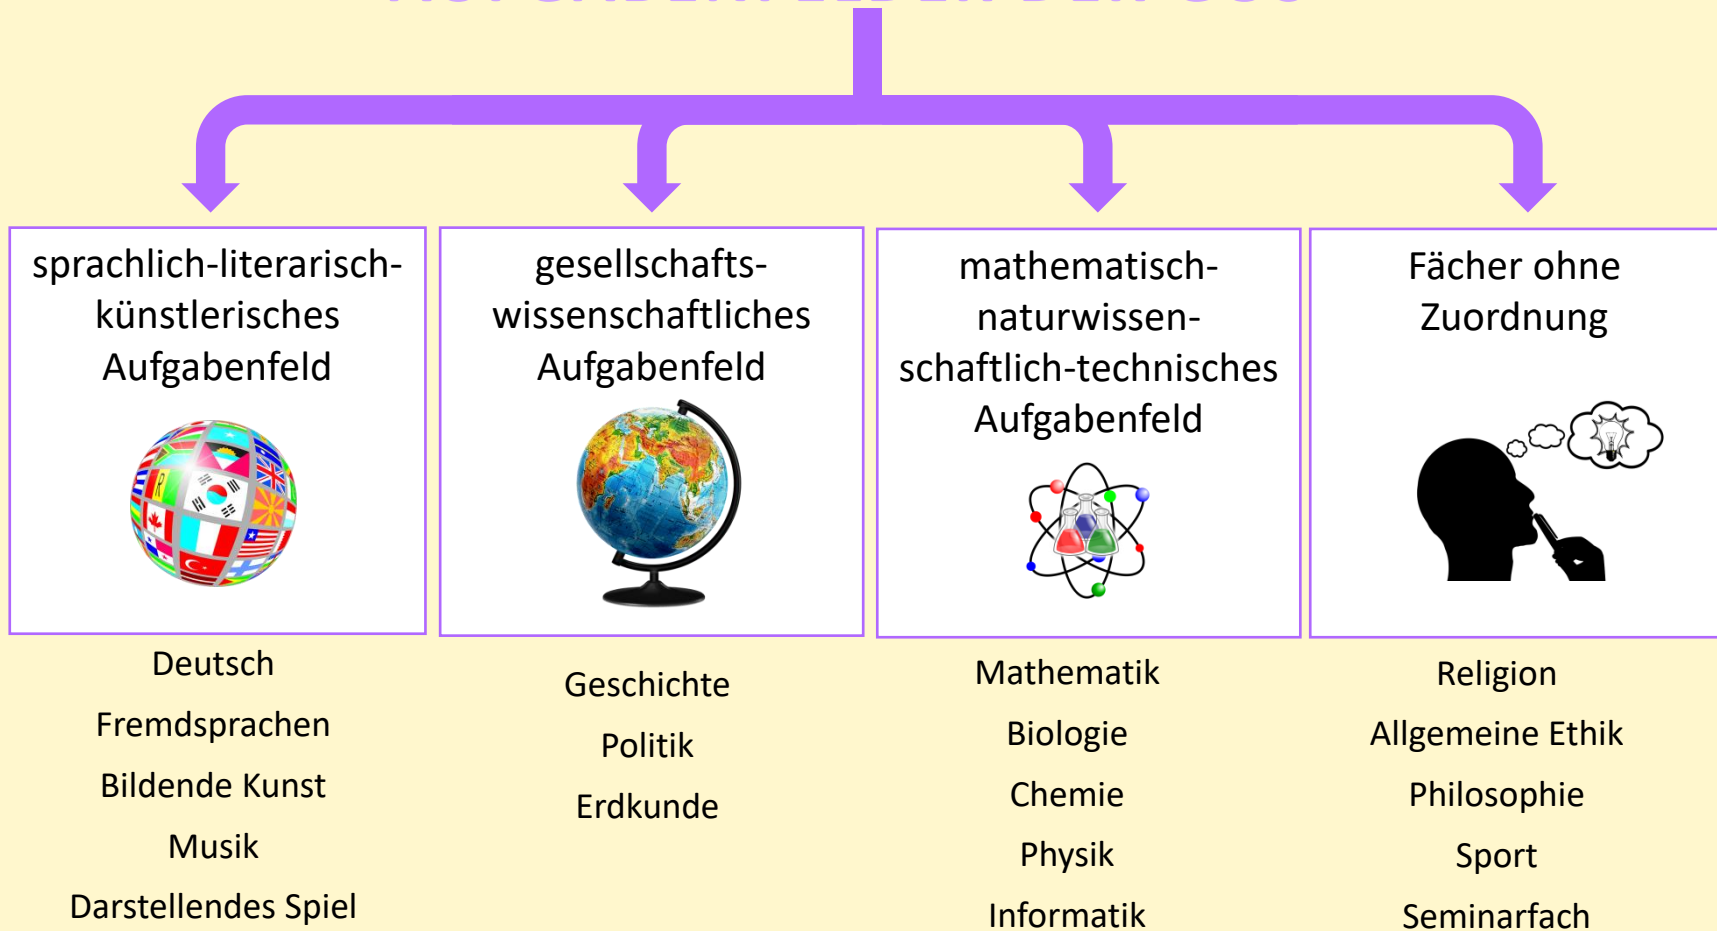 sprachlich-literarisch-
künstlerisches
Aufgabenfeld
Deutsch
Fremdsprachen
Bildende Kunst
Musik
Darstellendes Spiel
gesellschafts-
wissenschaftliches
Aufgabenfeld
Geschichte
Politik
Erdkunde
mathematisch-
naturwissen-
schaftlich-technisches
Aufgabenfeld
Mathematik
Biologie
Chemie
Physik
Informatik
Fächer ohne
Zuordnung
Religion
Allgemeine Ethik
Philosophie
Sport
Seminarfach